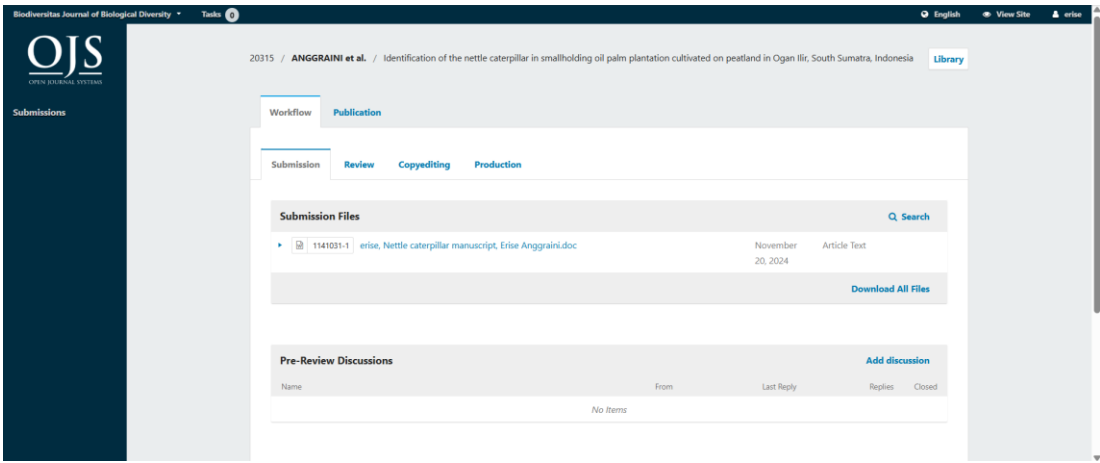 Biodiversitas Journal of Biological Diversity Tasks 0 English View Site erise
OJS
OPEN JOURNAL SYSTEMS
Submissions
20315 / ANGGRAINI et al. / Identification of the nettle caterpillar in smallholding oil palm plantation cultivated on peatland in Ogan Ilir, South Sumatra, Indonesia Library
Workflow Publication
Submission Review Copyediting Production
Submission Files Search
1141031-1 erise, Nettle caterpillar manuscript, Erise Anggraini.doc November Article Text
20, 2024
Download All Files
Pre-Review Discussions Add discussion
Name From Last Reply Replies Closed
No Items